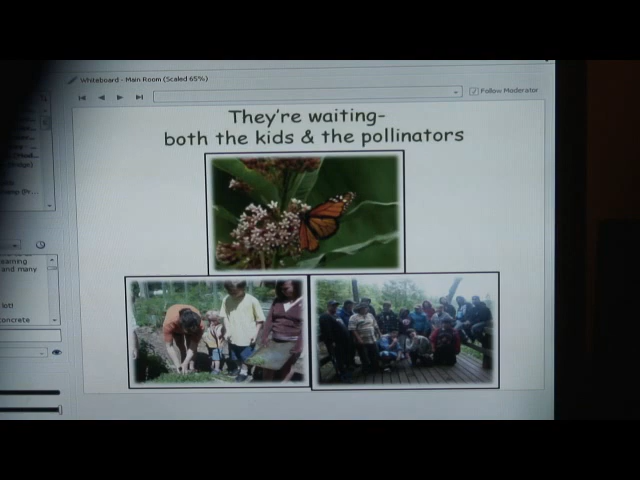 Whiteboard - Main Room (Scaled 65%)
Follow Moderator
They're waiting-
both the kids & the pollinators
earning
and many
lot!
concrete